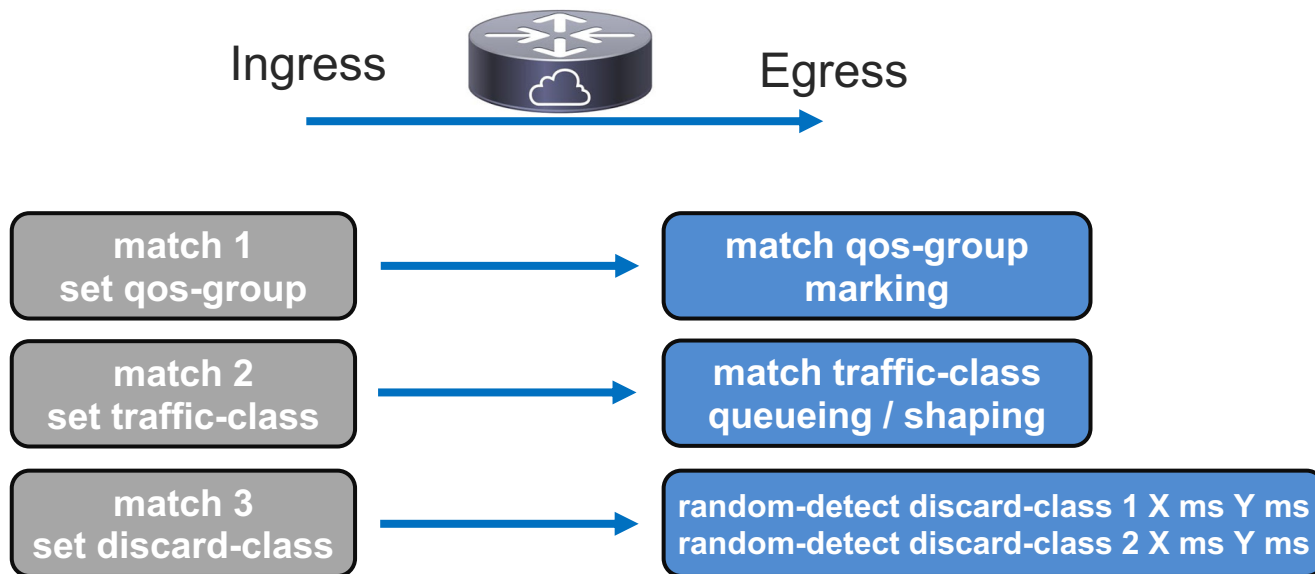 Ingress
Egress
match 1
set qos-group
match qos-group
marking
match 2
set traffic-class
match traffic-class
queueing / shaping
match 3
set discard-class
random-detect discard-class 1 X ms Y ms
random-detect discard-class 2 X ms Y ms